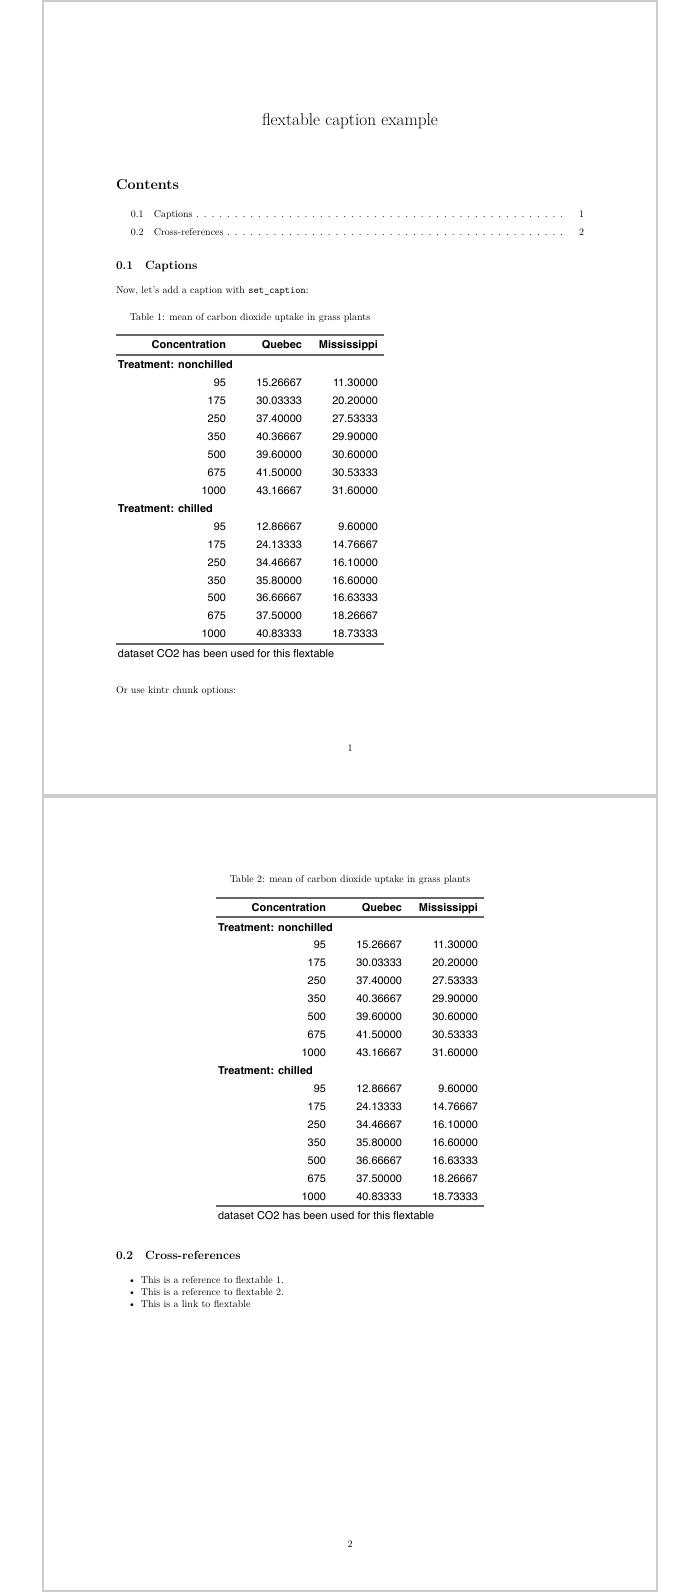 flextable caption example
Contents
0.1 Captions . . . . . . . . . . . . . . . . . . . . . . . . . . . . . . . . . . . . . . . . . . . . . . . 1
0.2 Cross-references . . . . . . . . . . . . . . . . . . . . . . . . . . . . . . . . . . . . . . . . . . . 2
0.1 Captions
Now, let's add a caption with set_caption:
Table 1: mean of carbon dioxide uptake in grass plants
Concentration Quebec Mississippi
Treatment: nonchilled
95 15.26667 11.30000
175 30.03333 20.20000
250 37.40000 27.53333
350 40.36667 29.90000
500 39.60000 30.60000
675 41.50000 30.53333
1000 43.16667 31.60000
Treatment: chilled
95 12.86667 9.60000
175 24.13333 14.76667
250 34.46667 16.10000
350 35.80000 16.60000
500 36.66667 16.63333
675 37.50000 18.26667
1000 40.83333 18.73333
dataset CO2 has been used for this flextable
Or use kintr chunk options:
1
Table 2: mean of carbon dioxide uptake in grass plants
Concentration Quebec Mississippi
Treatment: nonchilled
95 15.26667 11.30000
175 30.03333 20.20000
250 37.40000 27.53333
350 40.36667 29.90000
500 39.60000 30.60000
675 41.50000 30.53333
1000 43.16667 31.60000
Treatment: chilled
95 12.86667 9.60000
175 24.13333 14.76667
250 34.46667 16.10000
350 35.80000 16.60000
500 36.66667 16.63333
675 37.50000 18.26667
1000 40.83333 18.73333
dataset CO2 has been used for this flextable
0.2 Cross-references
• This is a reference to flextable 1.
• This is a reference to flextable 2.
• This is a link to flextable
2